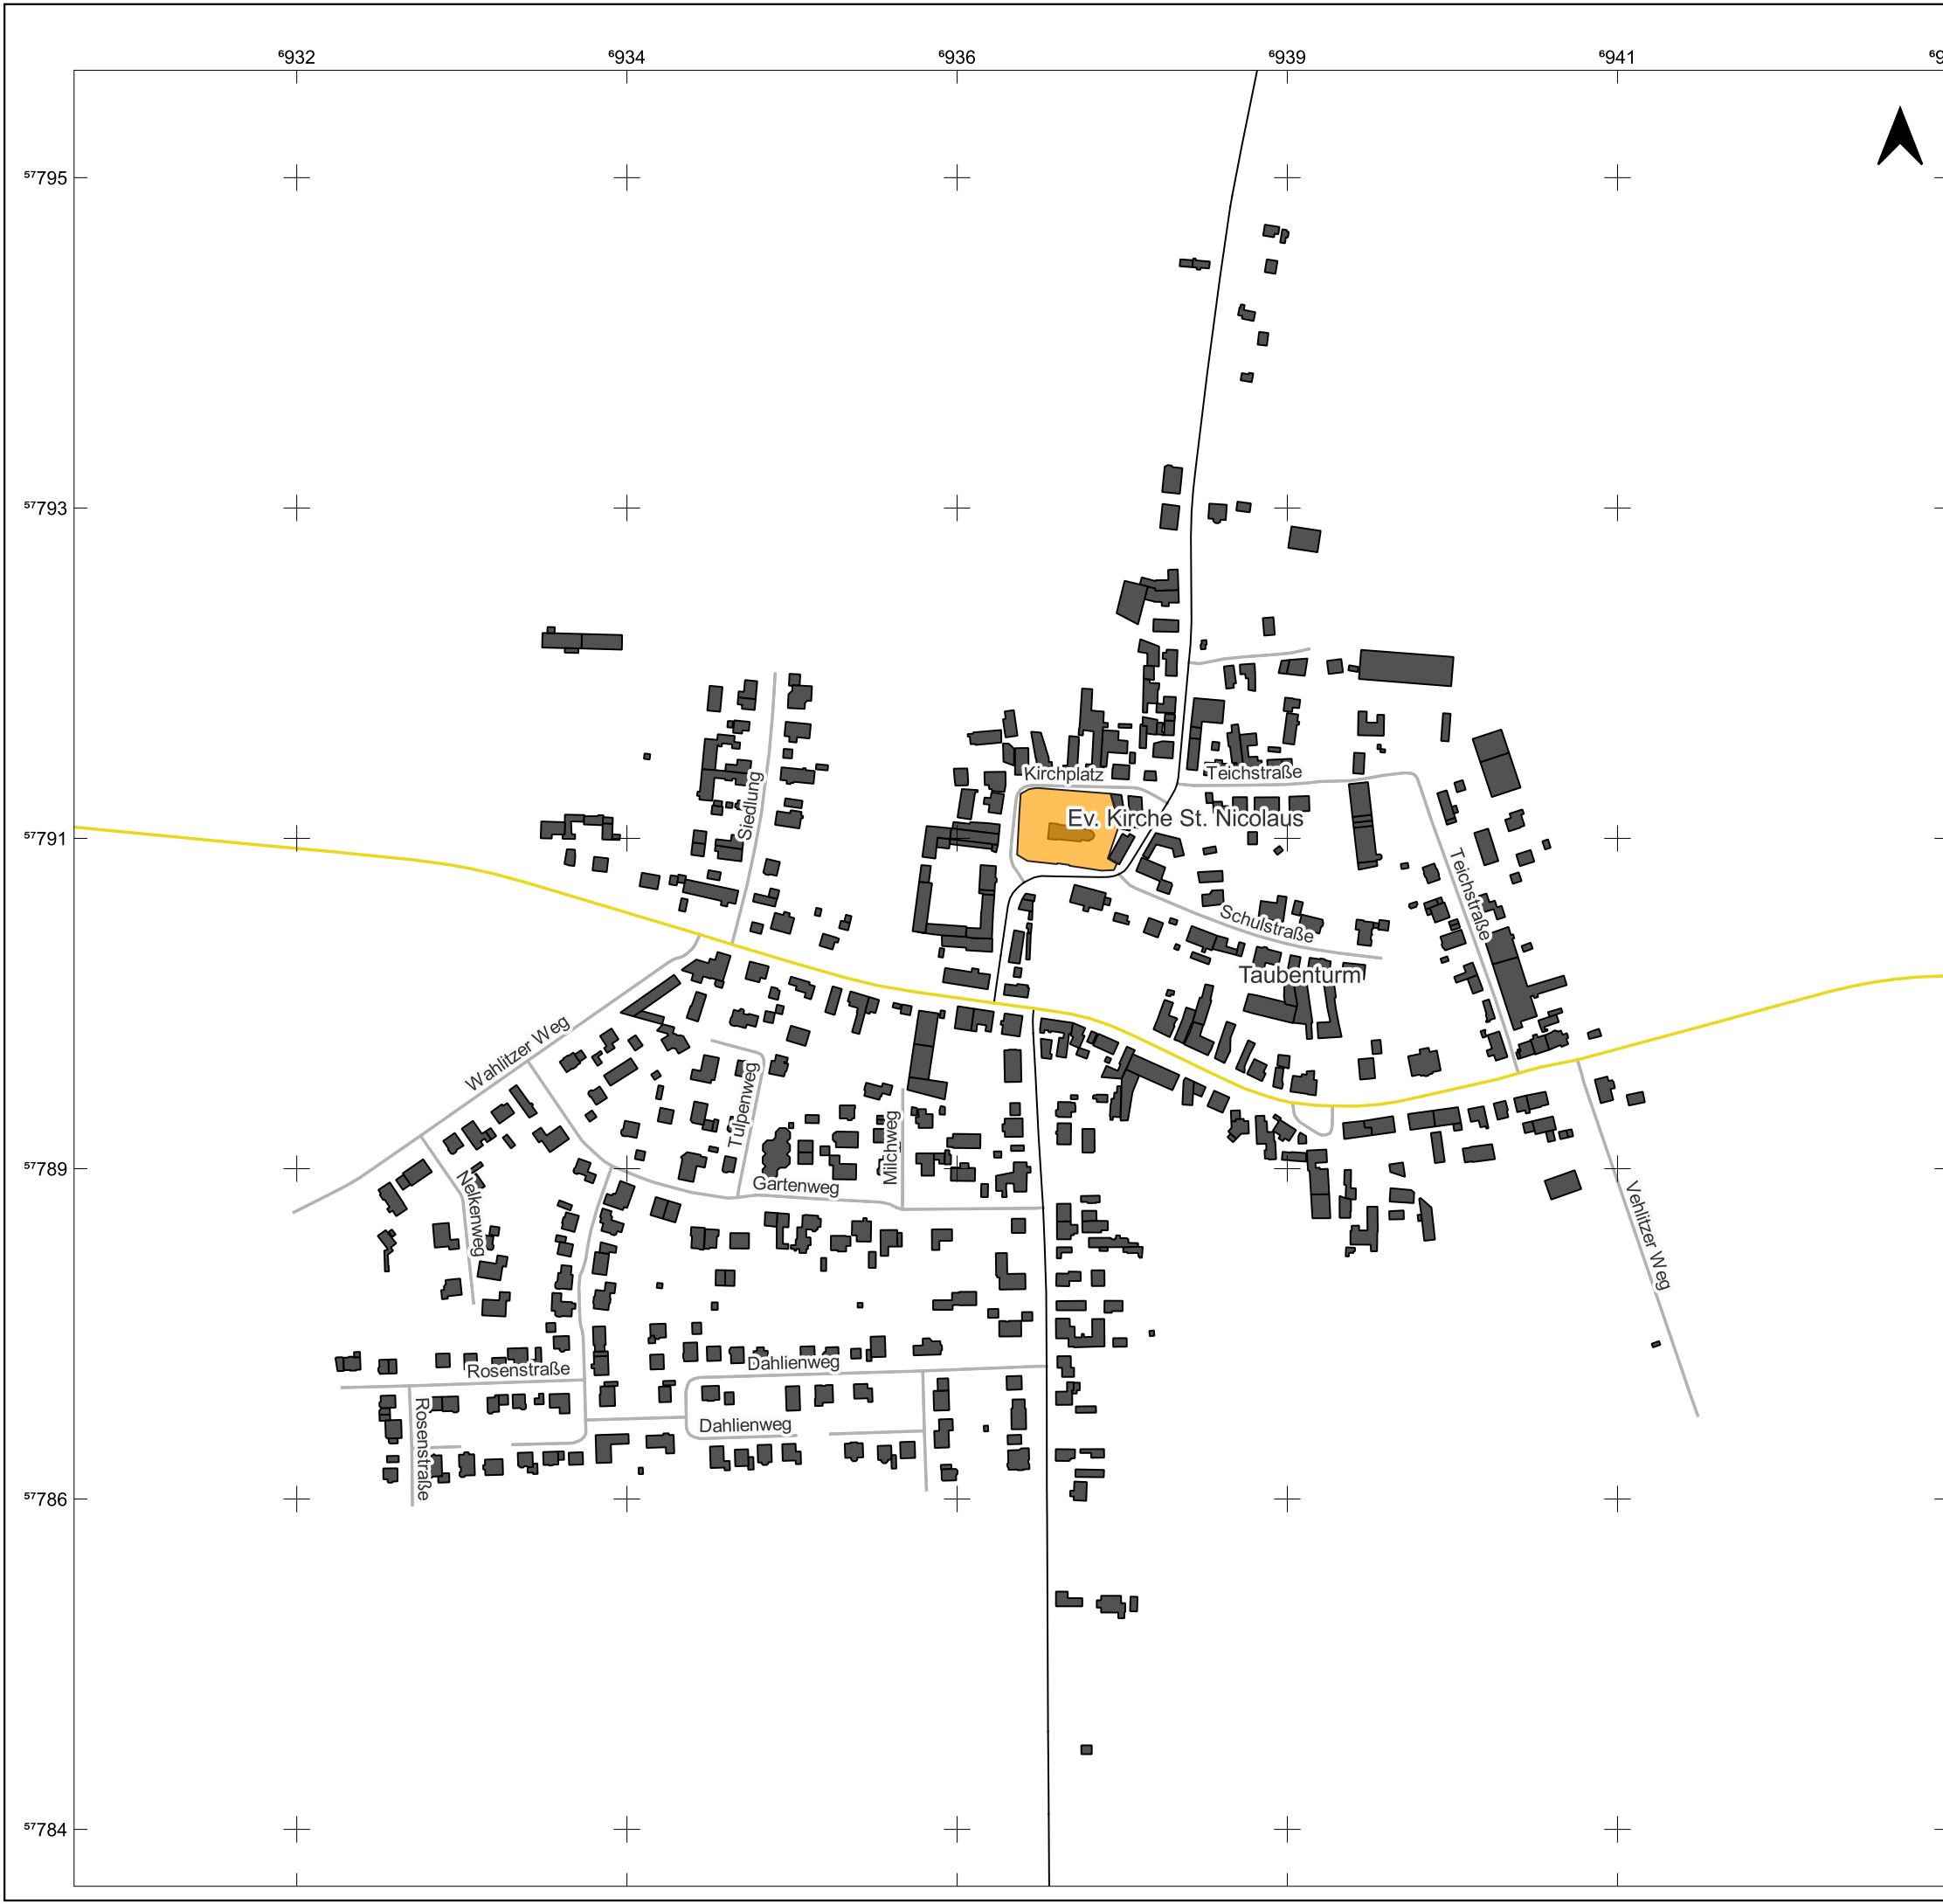 ⁶932
⁶934
⁶936
⁶939
⁶941
⁶9
⁵⁷795
⁵⁷793
⁵⁷791
⁵⁷789
⁵⁷786
⁵⁷784
Kirchplatz
Teichstraße
Siedlung
Ev. Kirche St. Nicolaus
Teichstraße
Schulstraße
Taubenturm
Wahlitzer Weg
Tulpenweg
Milchweg
Gartenweg
Nelkenweg
Vehlitzer Weg
Rosenstraße
Dahlienweg
Rosenstraße
Dahlienweg